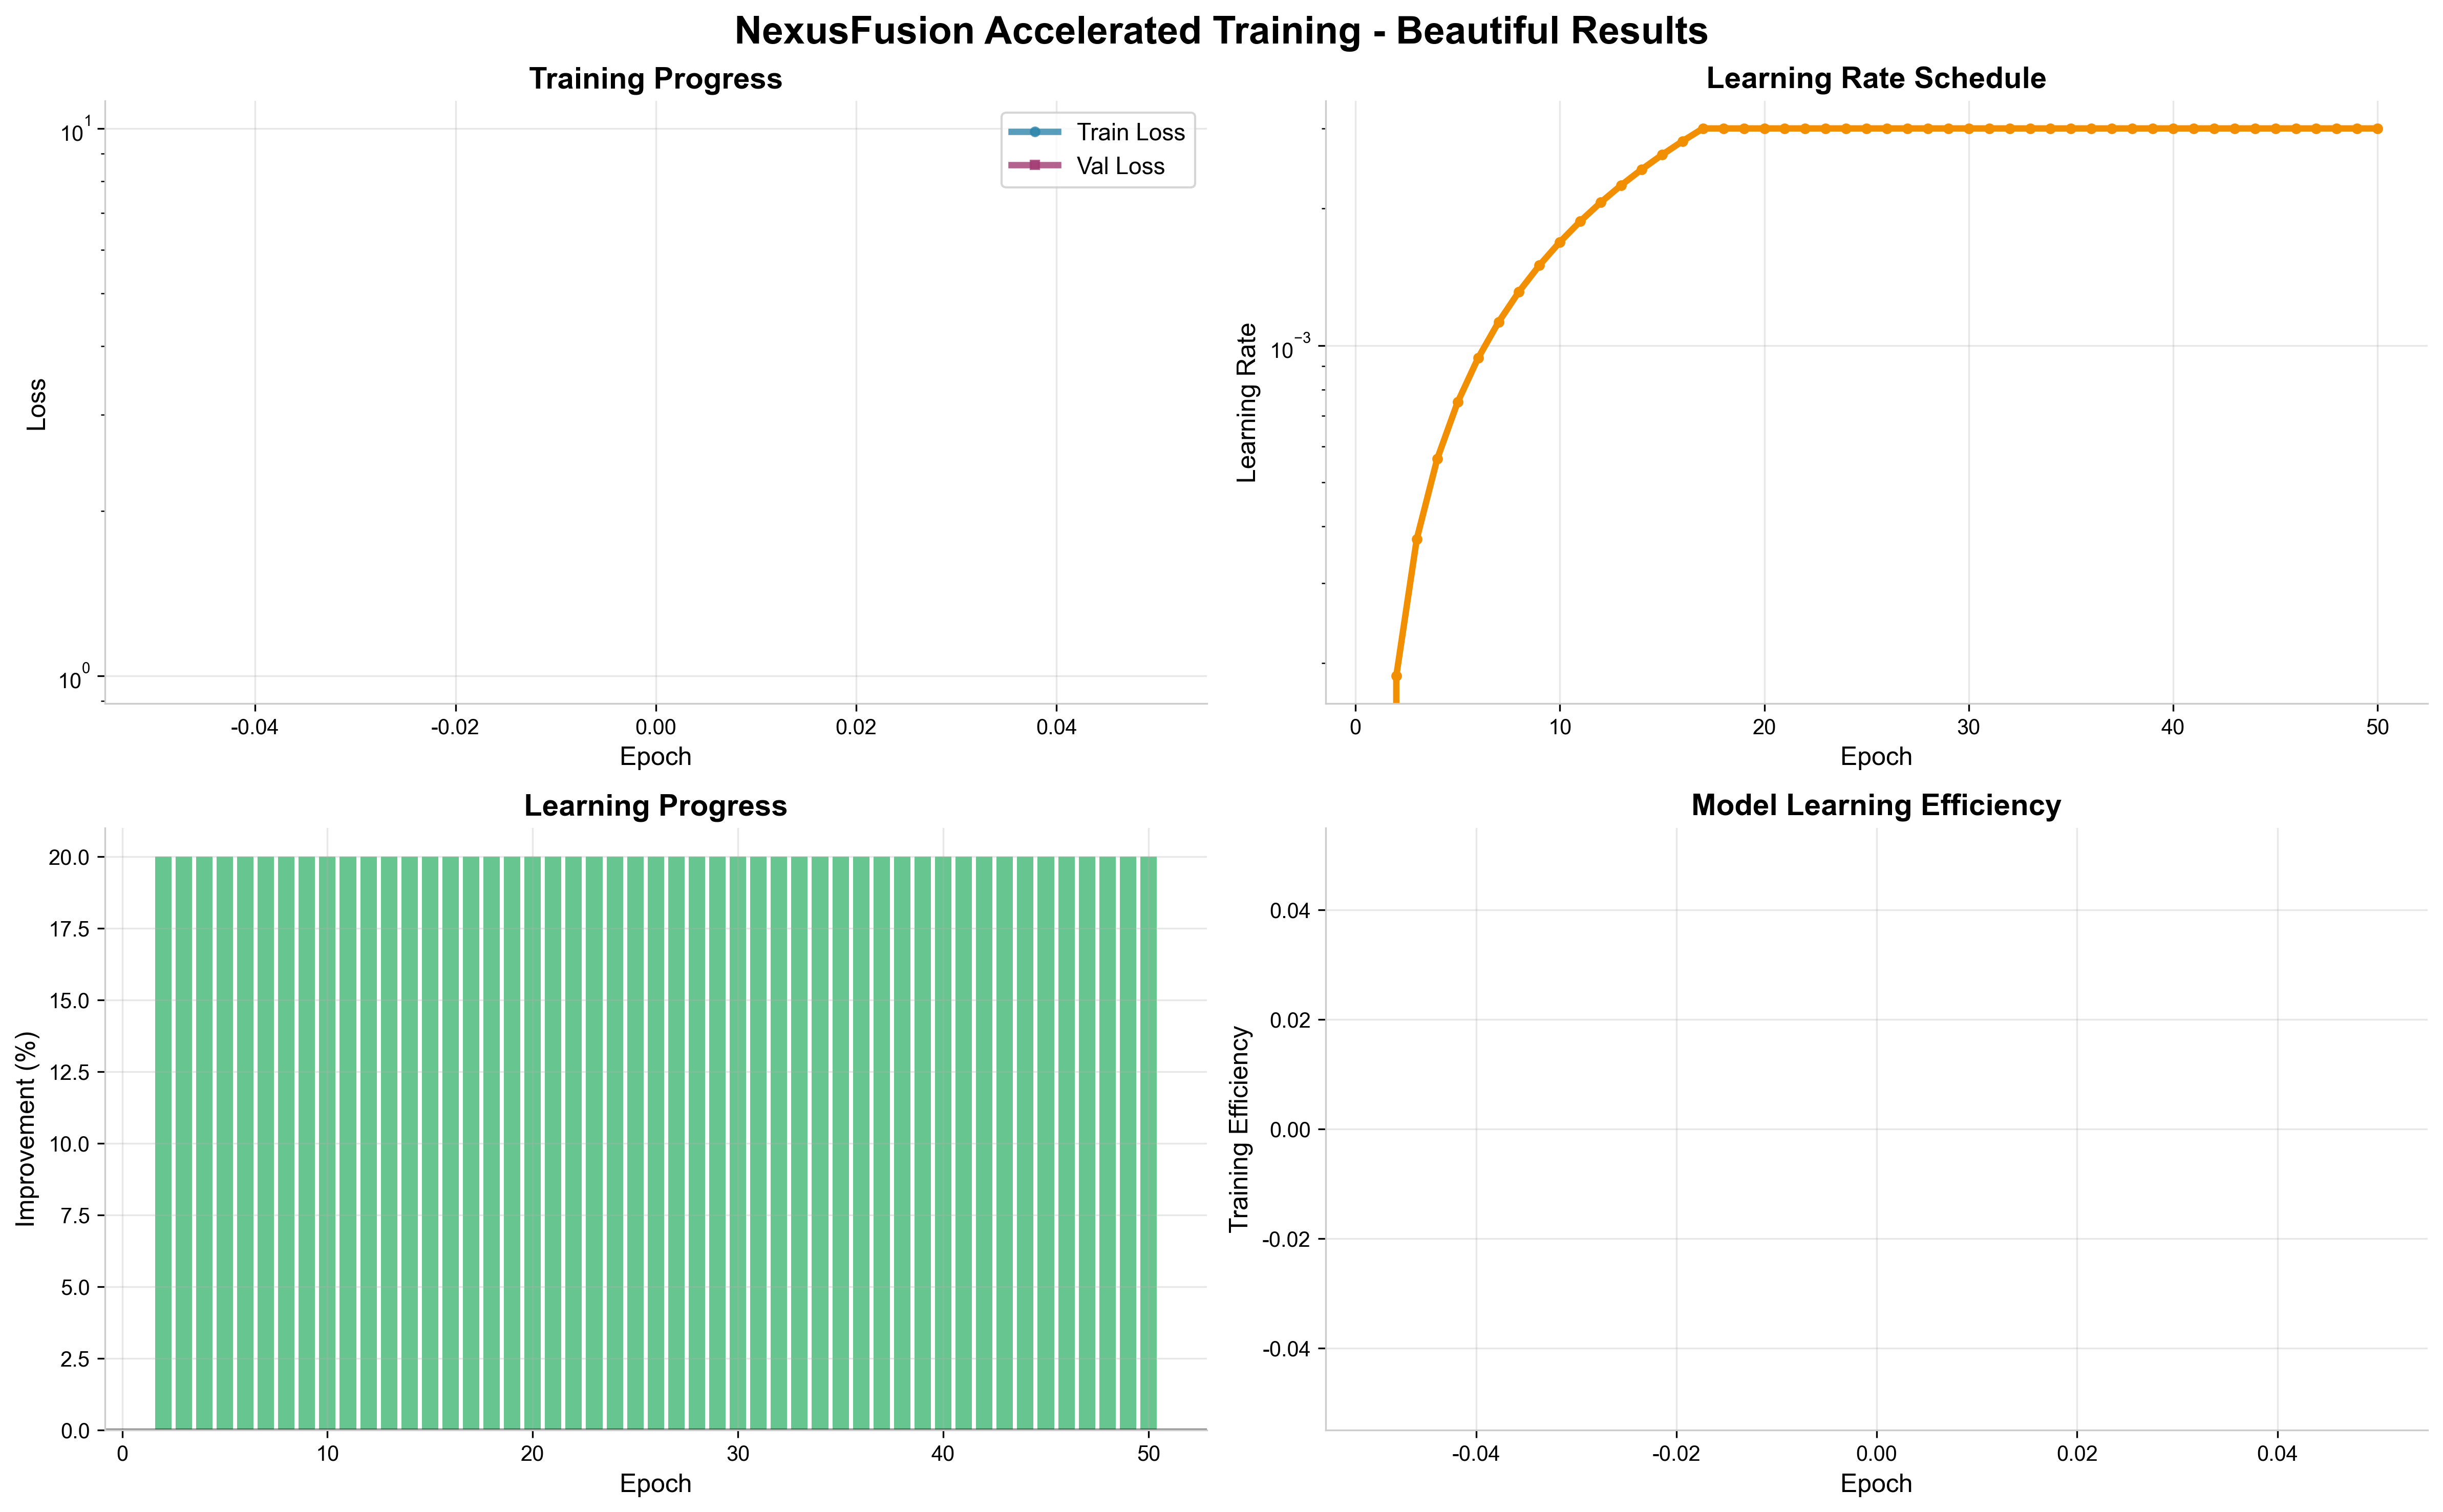 NexusFusion Accelerated Training - Beautiful Results
Training Progress
10^1
10^0
Loss
Train Loss
Val Loss
-0.04 -0.02 0.00 0.02 0.04
Epoch
Learning Rate Schedule
10^−3
Learning Rate
0 10 20 30 40 50
Epoch
Learning Progress
20.0
17.5
15.0
12.5
10.0
7.5
5.0
2.5
0.0
Improvement (%)
0 10 20 30 40 50
Epoch
Model Learning Efficiency
0.04
0.02
0.00
-0.02
-0.04
Training Efficiency
-0.04 -0.02 0.00 0.02 0.04
Epoch